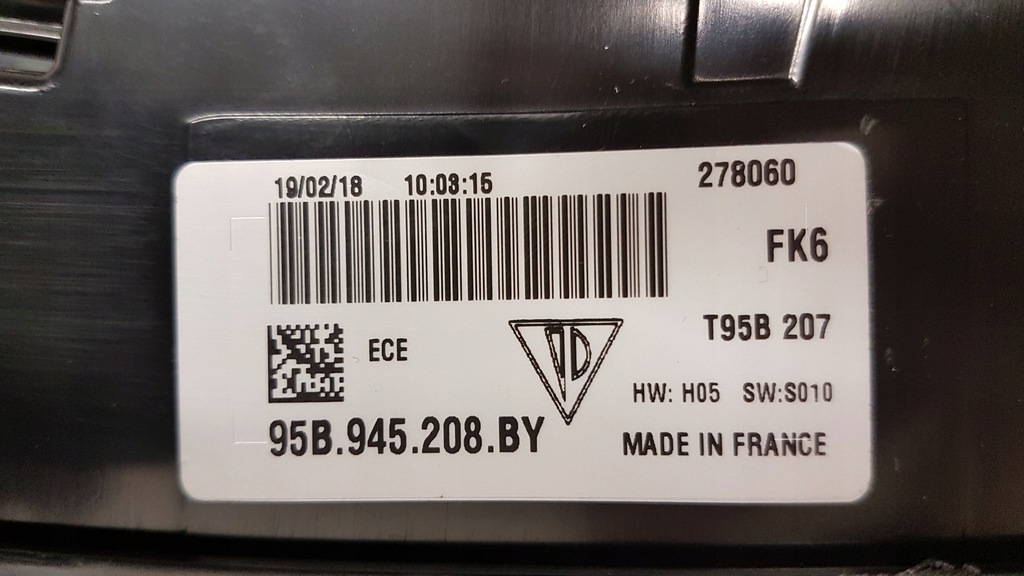 19/02/18 10:03:15 278060
FK6
T95B 207
ECE
HW: H05 SW:S010
95B.945.208.BY
MADE IN FRANCE